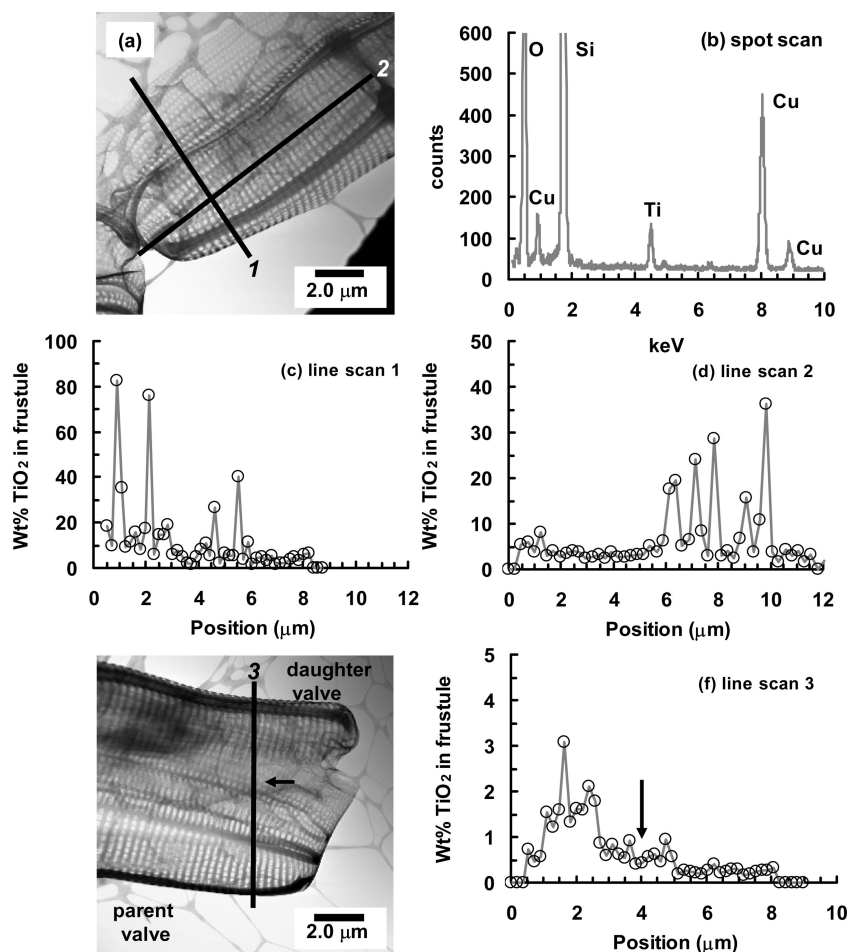 (a)
2
1
2.0 μm
(b) spot scan
600
500
400
300
200
100
0
counts
O
Si
Cu
Ti
Cu
Cu
0 2 4 6 8 10
keV
100
80
60
40
20
0
Wt% TiO2 in frustule
(c) line scan 1
0 2 4 6 8 10 12
Position (μm)
50
40
30
20
10
0
Wt% TiO2 in frustule
(d) line scan 2
0 2 4 6 8 10 12
Position (μm)
3
daughter
valve
parent
valve
2.0 μm
5
4
3
2
1
0
Wt% TiO2 in frustule
(f) line scan 3
0 2 4 6 8 10
Position (μm)